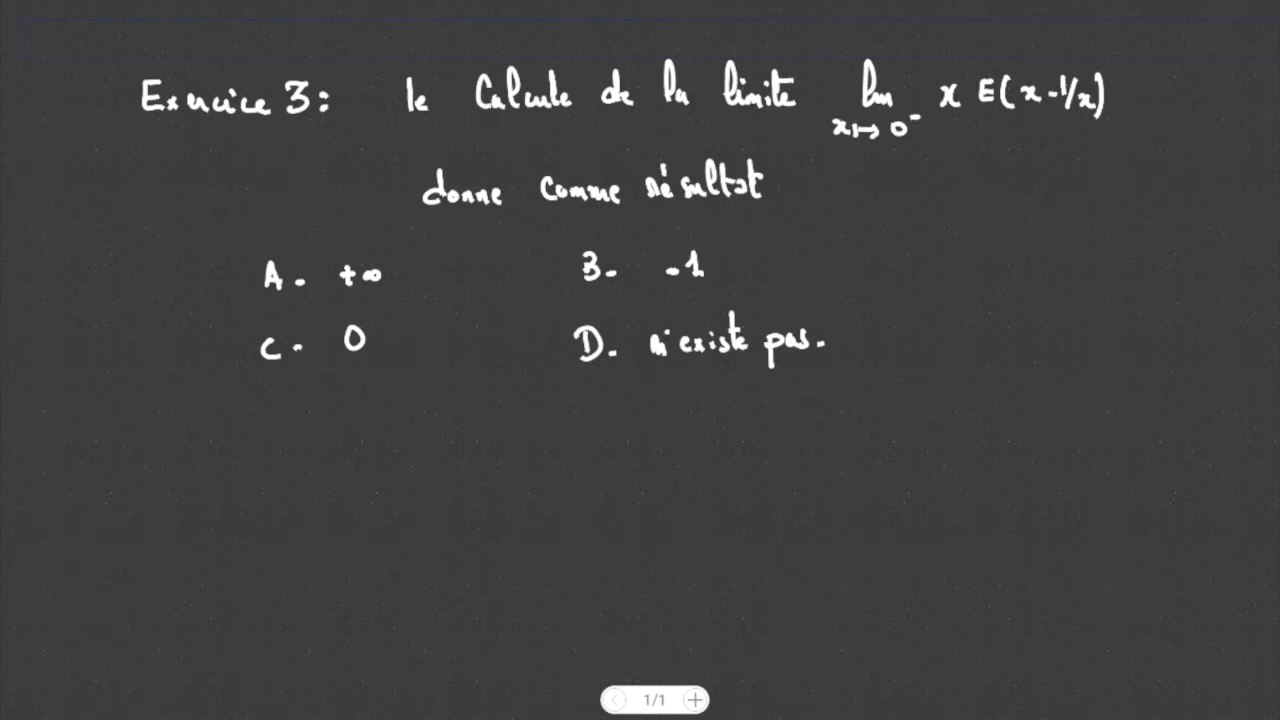 Exercice 3: le Calcule de la limite lim x E(x - 1/x)
x↦0⁻
donne comme résultat
A. +∞ B. -1
C. 0 D. n'existe pas.
1/1